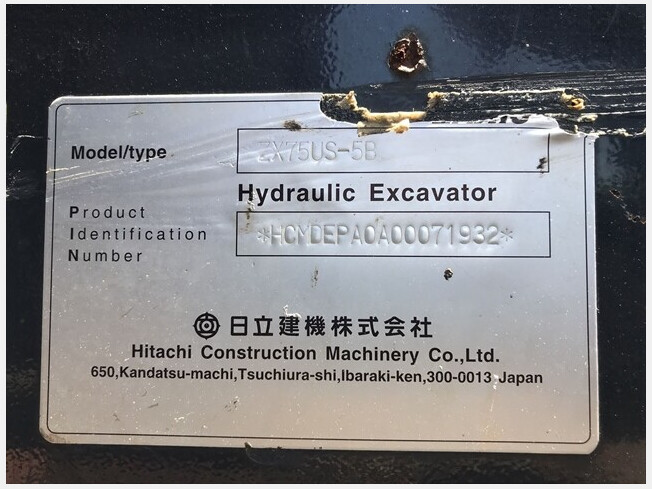 Model/type ZX75US-5B
Hydraulic Excavator
Product
Identification
Number
*HCMDEPA0A00071932*
日立建機株式会社
Hitachi Construction Machinery Co.,Ltd.
650,Kandatsu-machi,Tsuchiura-shi,Ibaraki-ken,300-0013 Japan